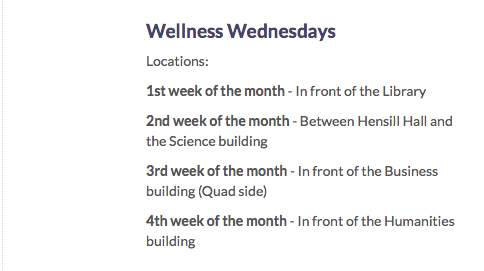 Wellness Wednesdays
Locations:
1st week of the month - In front of the Library
2nd week of the month - Between Hensill Hall and
the Science building
3rd week of the month - In front of the Business
building (Quad side)
4th week of the month - In front of the Humanities
building